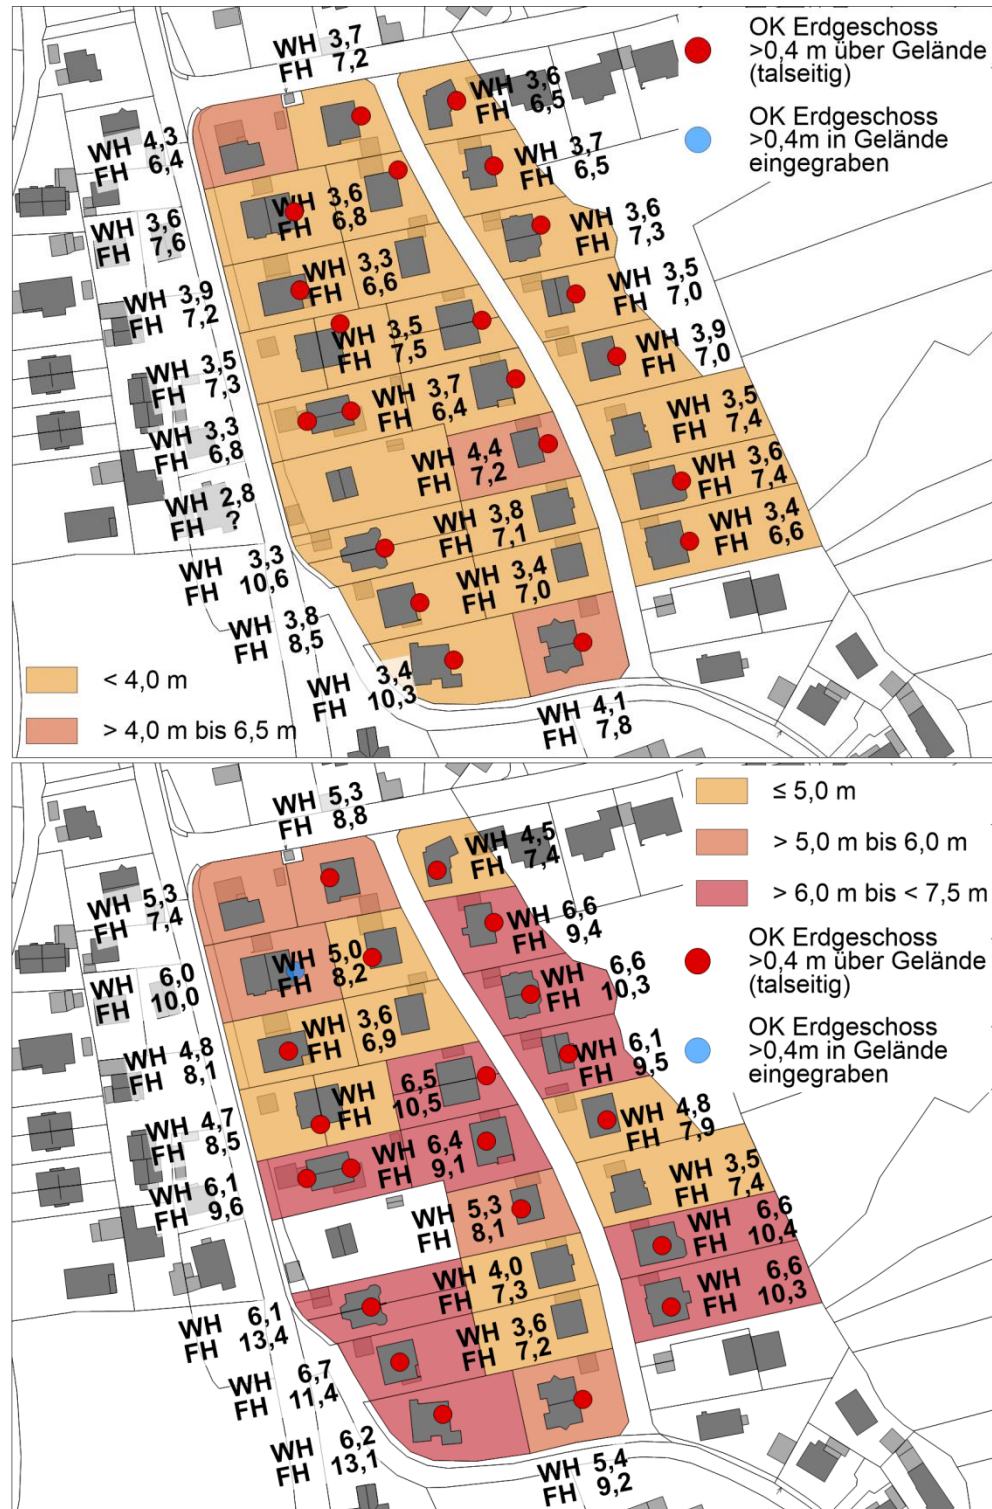 WH 3,7
FH 7,2
OK Erdgeschoss
>0,4 m über Gelände
(talseitig)
OK Erdgeschoss
>0,4m in Gelände
eingegraben
WH 3,6
FH 6,5
WH 4,3
FH 6,4
WH 3,7
FH 6,5
WH 3,6
FH 6,8
WH 3,6
FH 7,6
WH 3,6
FH 7,3
WH 3,3
FH 6,6
WH 3,5
FH 7,0
WH 3,9
FH 7,2
WH 3,5
FH 7,5
WH 3,9
FH 7,0
WH 3,5
FH 7,3
WH 3,7
FH 6,4
WH 3,5
FH 7,4
WH 3,3
FH 6,8
WH 4,4
FH 7,2
WH 3,6
FH 7,4
WH 2,8
FH ?
WH 3,8
FH 7,1
WH 3,4
FH 6,6
WH 3,3
FH 10,6
WH 3,4
FH 7,0
WH 3,8
FH 8,5
WH 3,4
FH 10,3
WH 4,1
FH 7,8
< 4,0 m
> 4,0 m bis 6,5 m
WH 5,3
FH 8,8
≤ 5,0 m
> 5,0 m bis 6,0 m
> 6,0 m bis < 7,5 m
OK Erdgeschoss
>0,4 m über Gelände
(talseitig)
OK Erdgeschoss
>0,4m in Gelände
eingegraben
WH 4,5
FH 7,4
WH 5,3
FH 7,4
WH 6,6
FH 9,4
WH 5,0
FH 8,2
WH 6,0
FH 10,0
WH 6,6
FH 10,3
WH 3,6
FH 6,9
WH 6,1
FH 9,5
WH 4,8
FH 8,1
WH 6,5
FH 10,5
WH 4,8
FH 7,9
WH 4,7
FH 8,5
WH 6,4
FH 9,1
WH 3,5
FH 7,4
WH 6,1
FH 9,6
WH 5,3
FH 8,1
WH 6,6
FH 10,4
WH 4,0
FH 7,3
WH 6,6
FH 10,3
WH 6,1
FH 13,4
WH 3,6
FH 7,2
WH 6,7
FH 11,4
WH 6,2
FH 13,1
WH 5,4
FH 9,2